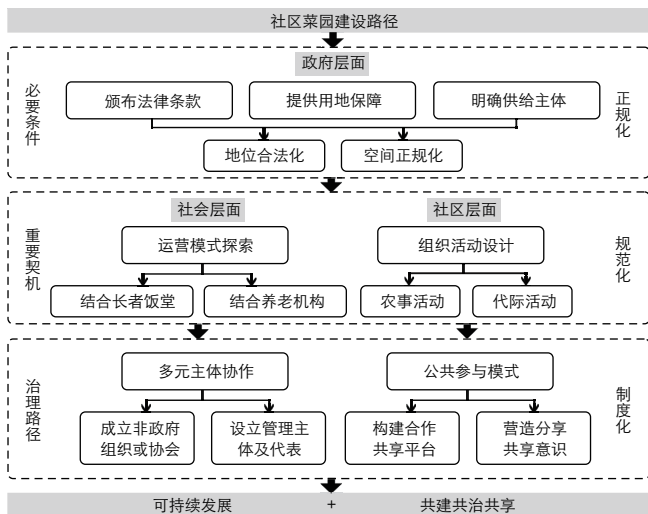 社区菜园建设路径
政府层面
必要条件
颁布法律条款
提供用地保障
明确供给主体
正规化
地位合法化
空间正规化
社会层面
社区层面
重要契机
运营模式探索
组织活动设计
规范化
结合长者饭堂
结合养老机构
农事活动
代际活动
治理路径
多元主体协作
公共参与模式
制度化
成立非政府
组织或协会
设立管理主
体及代表
构建合作
共享平台
营造分享
共享意识
可持续发展 + 共建共治共享